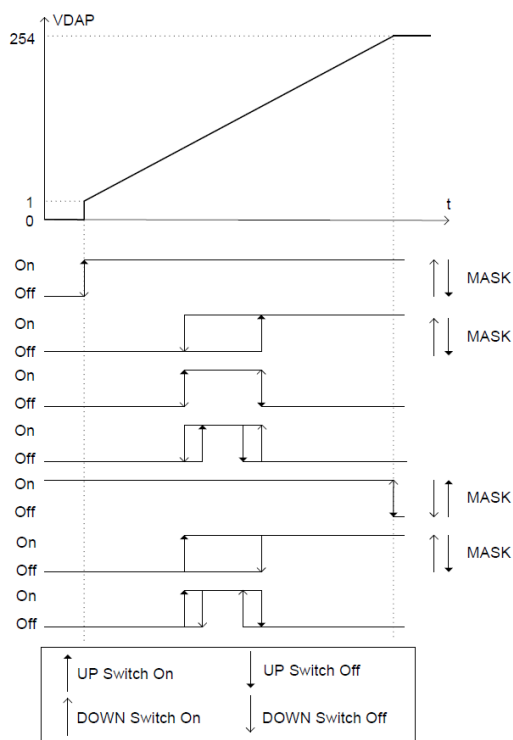 VDAP
254
1
t
0
On
Off
MASK
On
Off
MASK
On
Off
On
Off
On
Off
MASK
On
Off
MASK
On
Off
UP Switch On
UP Switch Off
DOWN Switch On
DOWN Switch Off